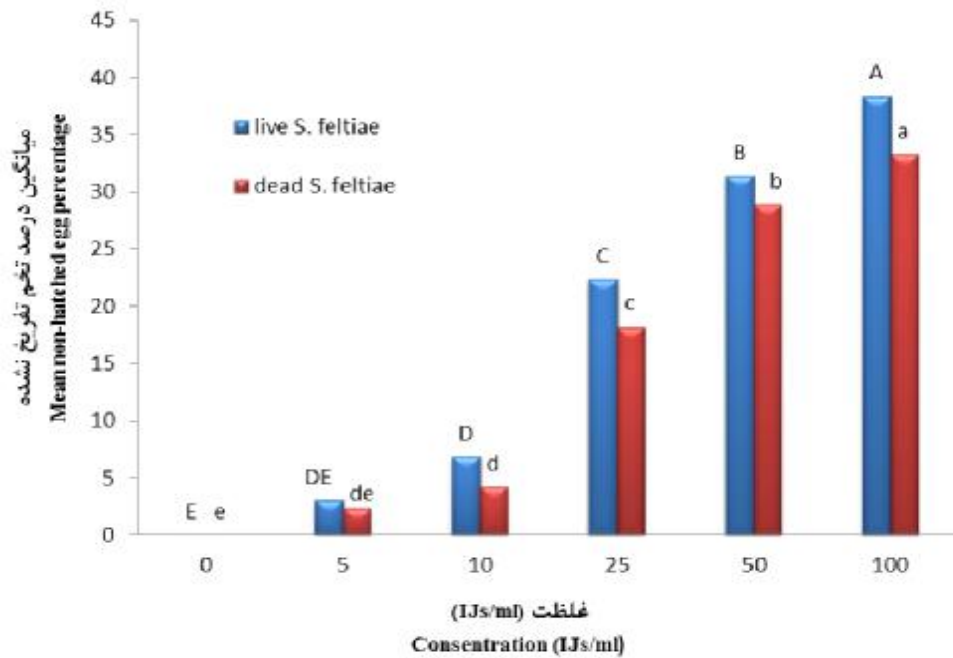 میانگین درصد تخم تفریخ نشده
Mean non-hatched egg percentage
45
40
35
30
25
20
15
10
5
0
live S. feltiae
dead S. feltiae
E e
DE de
D d
C c
B b
A a
0 5 10 25 50 100
غلظت (IJs/ml)
Consentration (IJs/ml)